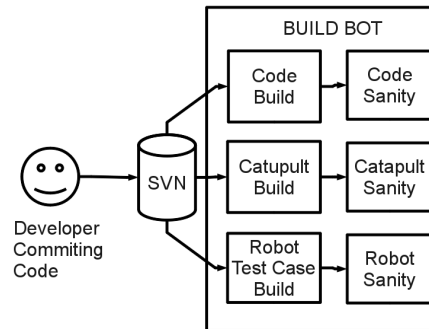 BUILD BOT
Code
Build
Code
Sanity
SVN
Catupult
Build
Catapult
Sanity
Developer
Commiting
Code
Robot
Test Case
Build
Robot
Sanity